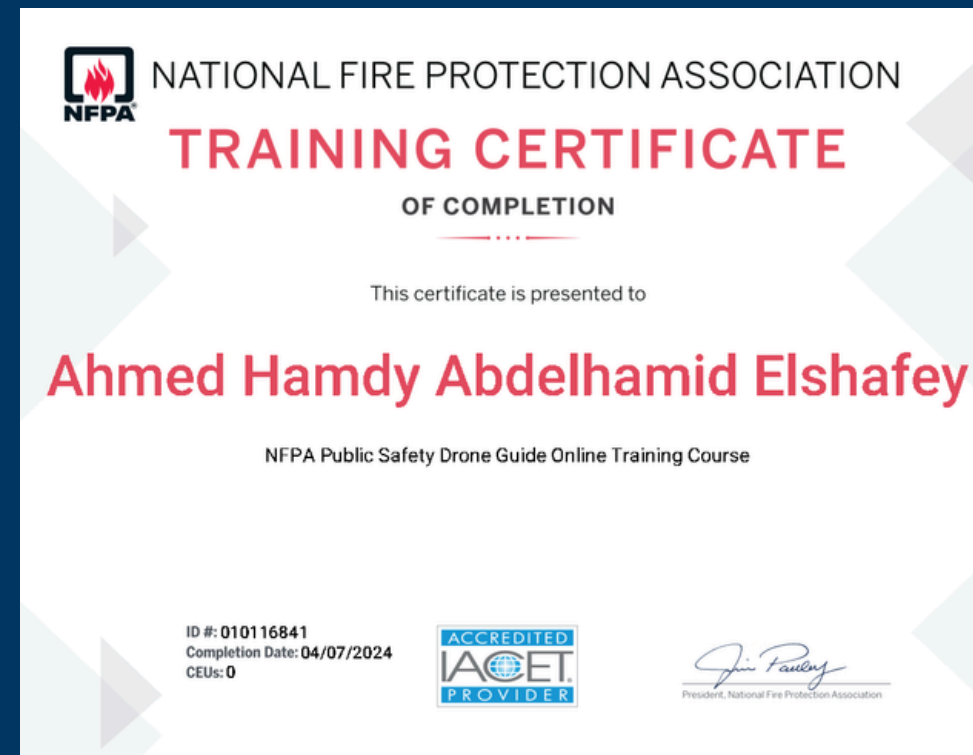 NFPA
NATIONAL FIRE PROTECTION ASSOCIATION
TRAINING CERTIFICATE
OF COMPLETION
This certificate is presented to
Ahmed Hamdy Abdelhamid Elshafey
NFPA Public Safety Drone Guide Online Training Course
ID #: 010116841
Completion Date: 04/07/2024
CEUs: 0
ACCREDITED
IACET
PROVIDER
Jim Pauley
President, National Fire Protection Association